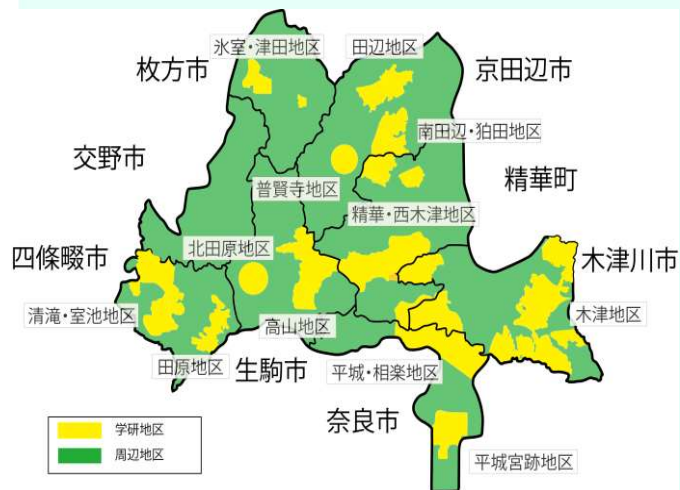 氷室・津田地区
田辺地区
枚方市
京田辺市
南田辺・狛田地区
交野市
普賢寺地区
精華町
精華・西木津地区
北田原地区
四條畷市
木津川市
清滝・室池地区
木津地区
高山地区
田原地区
生駒市
平城・相楽地区
奈良市
学研地区
周辺地区
平城宮跡地区